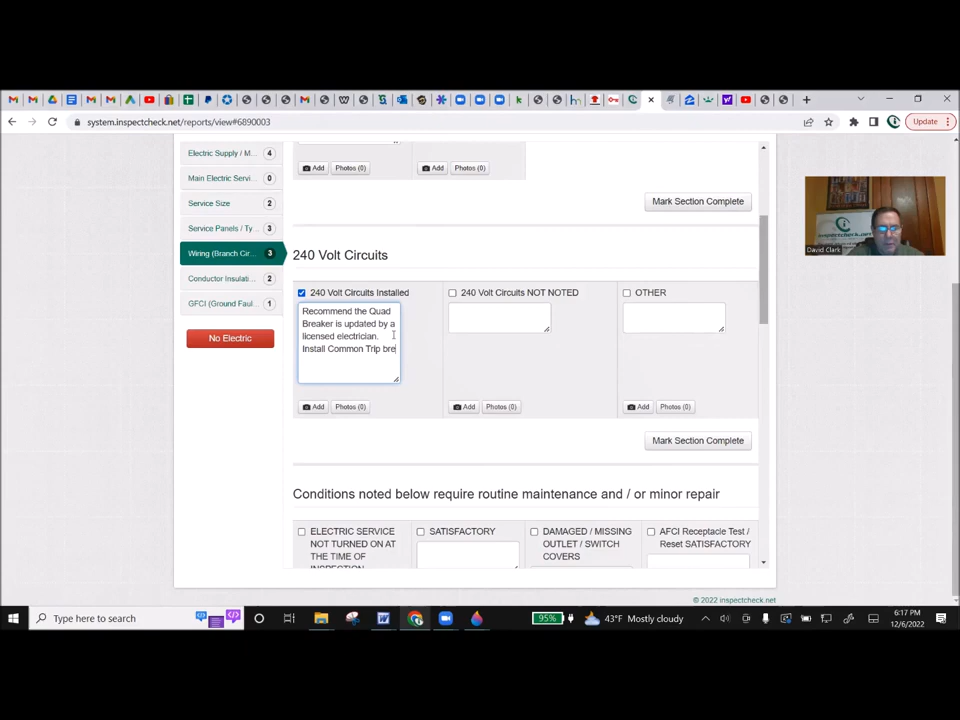 system.inspectcheck.net/reports/view#6890003
Update
Electric Supply / M... 4
Main Electric Servi... 0
Service Size 2
Service Panels / Ty... 3
Wiring (Branch Cir... 3
Conductor Insulati... 2
GFCI (Ground Faul... 1
No Electric
Add Photos (0) Add Photos (0)
Mark Section Complete
240 Volt Circuits
240 Volt Circuits Installed 240 Volt Circuits NOT NOTED OTHER
Recommend the Quad
Breaker is updated by a
licensed electrician.
Install Common Trip bre
Add Photos (0) Add Photos (0) Add Photos (0)
Mark Section Complete
Conditions noted below require routine maintenance and / or minor repair
ELECTRIC SERVICE
NOT TURNED ON AT
THE TIME OF
INSPECTION
SATISFACTORY
DAMAGED / MISSING
OUTLET / SWITCH
COVERS
AFCI Receptacle Test /
Reset SATISFACTORY
© 2022 inspectcheck.net
inspectcheck.net
David Clark
Type here to search
95%
43°F Mostly cloudy
6:17 PM
12/6/2022